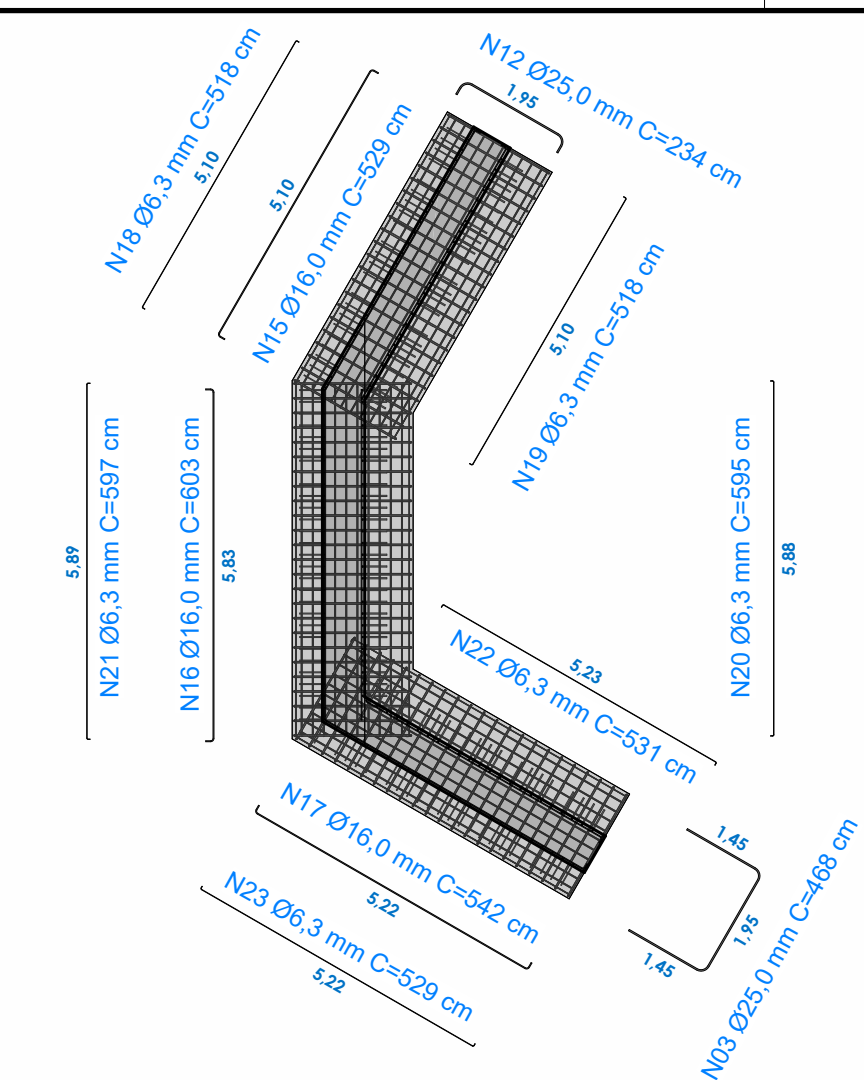 N12 Ø25,0 mm C=234 cm
1,95
N18 Ø6,3 mm C=518 cm
5,10
N15 Ø16,0 mm C=529 cm
5,10
N19 Ø6,3 mm C=518 cm
5,10
N21 Ø6,3 mm C=597 cm
5,89
N16 Ø16,0 mm C=603 cm
5,83
N20 Ø6,3 mm C=595 cm
5,88
N22 Ø6,3 mm C=531 cm
5,23
N17 Ø16,0 mm C=542 cm
5,22
N23 Ø6,3 mm C=529 cm
5,22
N03 Ø25,0 mm C=468 cm
1,45
1,95
1,45